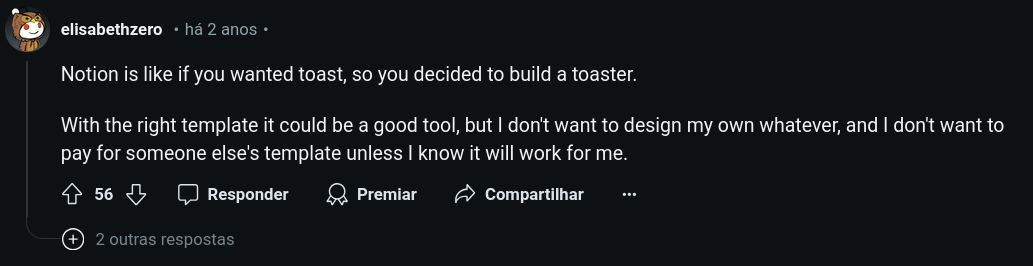 elisabethzero • há 2 anos •
Notion is like if you wanted toast, so you decided to build a toaster.
With the right template it could be a good tool, but I don't want to design my own whatever, and I don't want to
pay for someone else's template unless I know it will work for me.
56 Responder Premiar Compartilhar ...
2 outras respostas